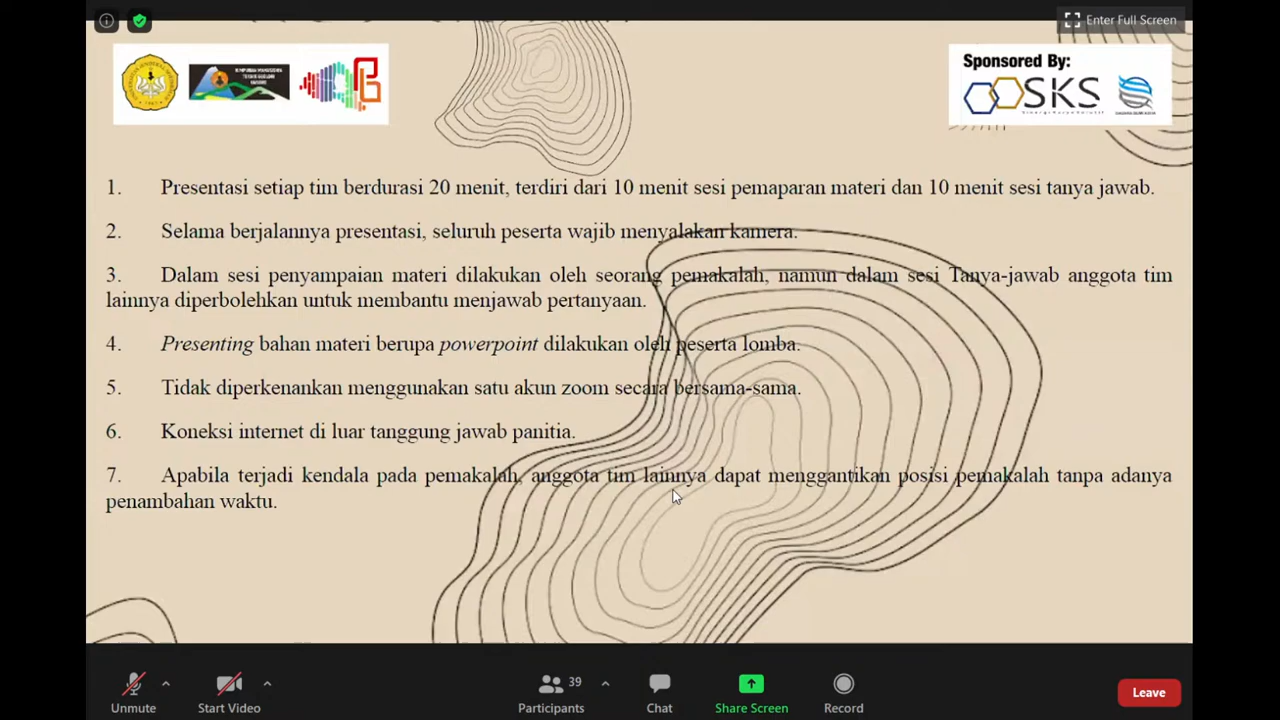 Enter Full Screen
Sponsored By:
SKS
1. Presentasi setiap tim berdurasi 20 menit, terdiri dari 10 menit sesi pemaparan materi dan 10 menit sesi tanya jawab.
2. Selama berjalannya presentasi, seluruh peserta wajib menyalakan kamera.
3. Dalam sesi penyampaian materi dilakukan oleh seorang pemakalah, namun dalam sesi Tanya-jawab anggota tim
lainnya diperbolehkan untuk membantu menjawab pertanyaan.
4. Presenting bahan materi berupa powerpoint dilakukan oleh peserta lomba.
5. Tidak diperkenankan menggunakan satu akun zoom secara bersama-sama.
6. Koneksi internet di luar tanggung jawab panitia.
7. Apabila terjadi kendala pada pemakalah, anggota tim lainnya dapat menggantikan posisi pemakalah tanpa adanya
penambahan waktu.
39
Unmute Start Video Participants Chat Share Screen Record Leave